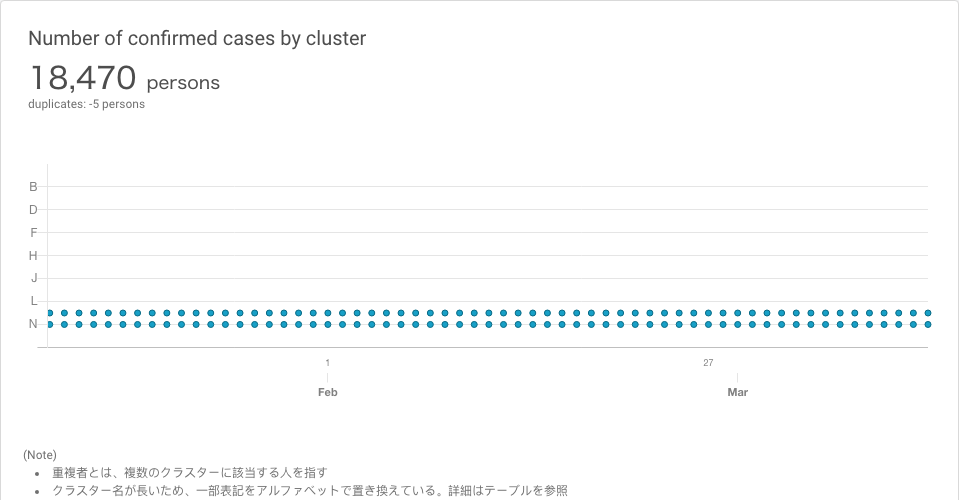 Number of confirmed cases by cluster
18,470 persons
duplicates: -5 persons
B
D
F
H
J
L
N
1
27
Feb
Mar
(Note)
• 重複者とは、複数のクラスターに該当する人を指す
• クラスター名が長いため、一部表記をアルファベットで置き換えている。詳細はテーブルを参照